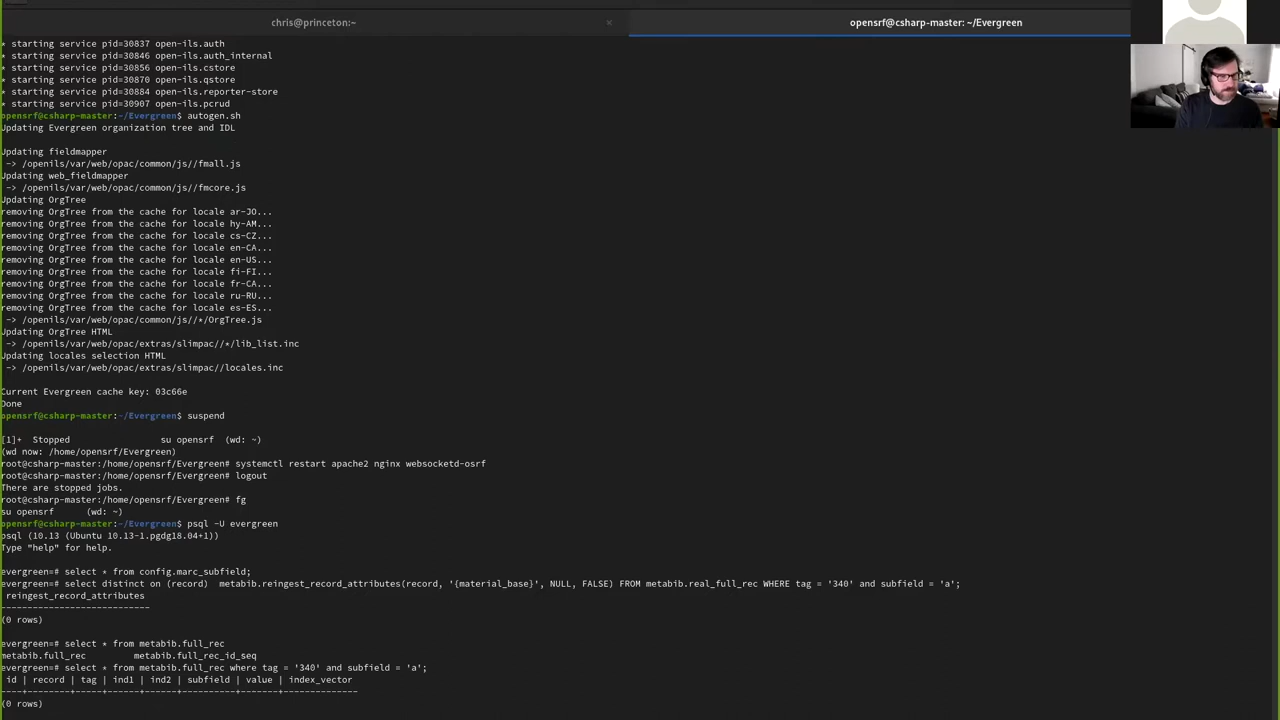 chris@princeton:~
opensrf@csharp-master: ~/Evergreen
* starting service pid=30837 open-ils.auth
* starting service pid=30846 open-ils.auth_internal
* starting service pid=30856 open-ils.cstore
* starting service pid=30870 open-ils.qstore
* starting service pid=30884 open-ils.reporter-store
* starting service pid=30907 open-ils.pcrud
opensrf@csharp-master:~/Evergreen$ autogen.sh
Updating Evergreen organization tree and IDL
Updating fieldmapper
-> /openils/var/web/opac/common/js//fmall.js
Updating web_fieldmapper
-> /openils/var/web/opac/common/js//fmcore.js
Updating OrgTree
removing OrgTree from the cache for locale ar-JO...
removing OrgTree from the cache for locale hy-AM...
removing OrgTree from the cache for locale cs-CZ...
removing OrgTree from the cache for locale en-CA...
removing OrgTree from the cache for locale en-US...
removing OrgTree from the cache for locale fi-FI...
removing OrgTree from the cache for locale fr-CA...
removing OrgTree from the cache for locale ru-RU...
removing OrgTree from the cache for locale es-ES...
-> /openils/var/web/opac/common/js//*/OrgTree.js
Updating OrgTree HTML
-> /openils/var/web/opac/extras/slimpac//*/lib_list.inc
Updating locales selection HTML
-> /openils/var/web/opac/extras/slimpac//locales.inc
Current Evergreen cache key: 03c66e
Done
opensrf@csharp-master:~/Evergreen$ suspend
[1]+  Stopped                 su opensrf  (wd: ~)
(wd now: /home/opensrf/Evergreen)
root@csharp-master:/home/opensrf/Evergreen# systemctl restart apache2 nginx websocketd-osrf
root@csharp-master:/home/opensrf/Evergreen# logout
There are stopped jobs.
root@csharp-master:/home/opensrf/Evergreen# fg
su opensrf      (wd: ~)
opensrf@csharp-master:~/Evergreen$ psql -U evergreen
psql (10.13 (Ubuntu 10.13-1.pgdg18.04+1))
Type "help" for help.
evergreen=# select * from config.marc_subfield;
evergreen=# select distinct on (record)  metabib.reingest_record_attributes(record, '{material_base}', NULL, FALSE) FROM metabib.real_full_rec WHERE tag = '340' and subfield = 'a';
reingest_record_attributes
----------------------------
(0 rows)
evergreen=# select * from metabib.full_rec
metabib.full_rec             metabib.full_rec_id_seq
evergreen=# select * from metabib.full_rec where tag = '340' and subfield = 'a';
id | record | tag | ind1 | ind2 | subfield | value | index_vector
----+--------+-----+------+------+----------+-------+--------------
(0 rows)